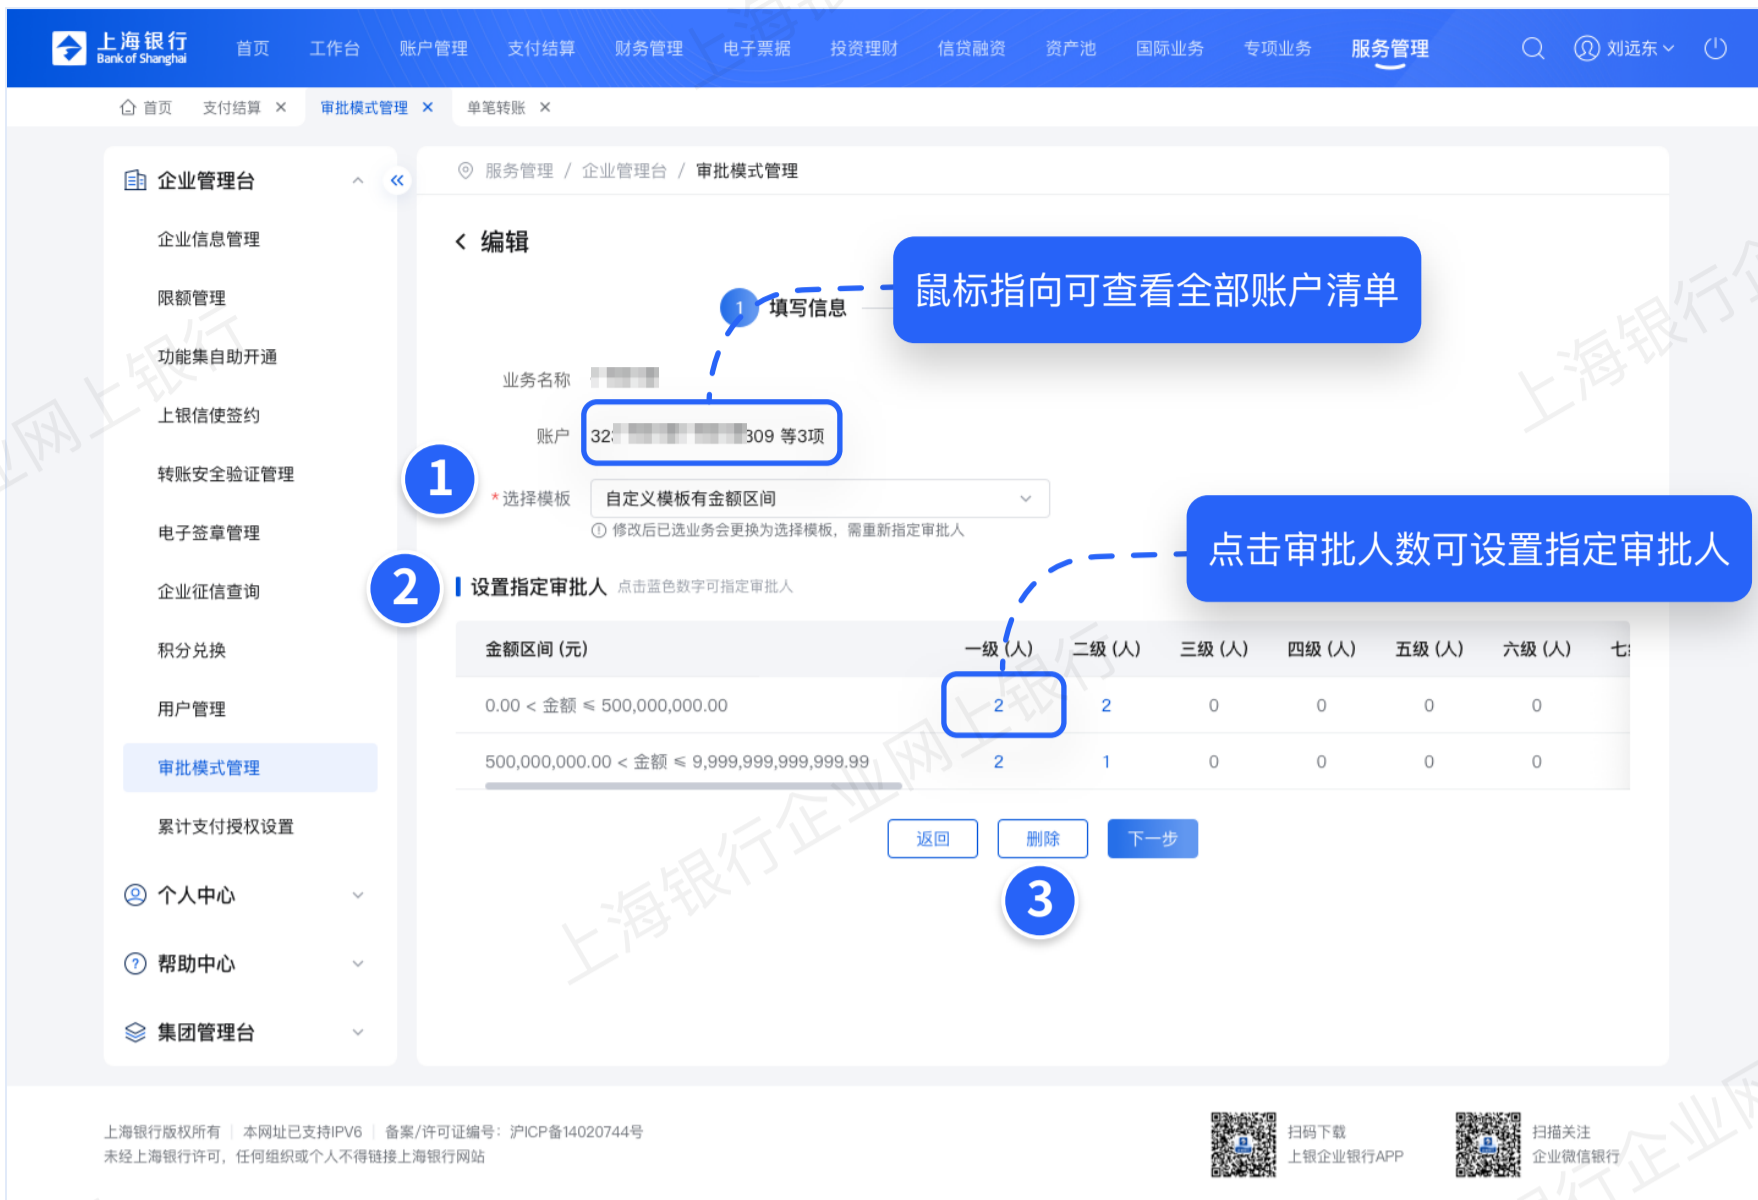 上海银行
Bank of Shanghai
首页 工作台 账户管理 支付结算 财务管理 电子票据 投资理财 信贷融资 资产池 国际业务 专项业务 服务管理 刘远东
首页 支付结算 审批模式管理 单笔转账
企业管理台
企业信息管理
限额管理
功能集自助开通
上银信使签约
转账安全验证管理
电子签章管理
企业征信查询
积分兑换
用户管理
审批模式管理
累计支付授权设置
个人中心
帮助中心
集团管理台
服务管理 / 企业管理台 / 审批模式管理
编辑
1 填写信息
鼠标指向可查看全部账户清单
业务名称
账户 32 309 等3项
1
*选择模板 自定义模板有金额区间
修改后已选业务会更换为选择模板，需重新指定审批人
点击审批人数可设置指定审批人
2
设置指定审批人 点击蓝色数字可指定审批人
金额区间 (元) 一级 (人) 二级 (人) 三级 (人) 四级 (人) 五级 (人) 六级 (人)
0.00 < 金额 ≤ 500,000,000.00 2 2 0 0 0 0
500,000,000.00 < 金额 ≤ 9,999,999,999,999.99 2 1 0 0 0 0
返回 删除 下一步
3
上海银行版权所有 | 本网址已支持IPV6 | 备案/许可证编号：沪ICP备14020744号
未经上海银行许可，任何组织或个人不得链接上海银行网站
扫码下载
上银企业银行APP
扫描关注
企业微信银行
上海银行企业网上银行